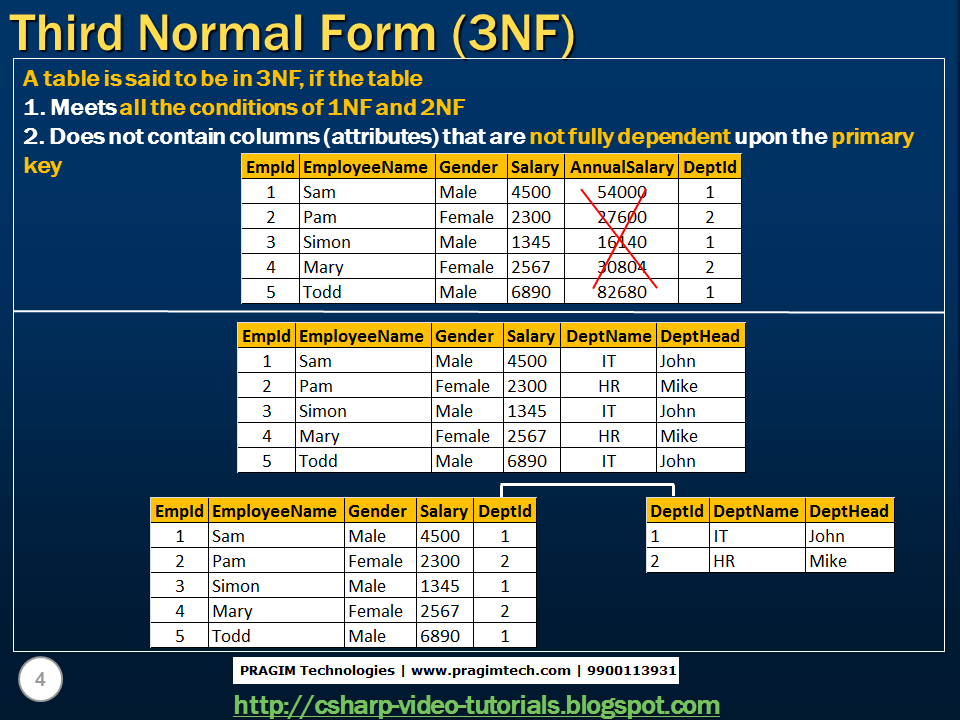 Third Normal Form (3NF)
A table is said to be in 3NF, if the table
1. Meets all the conditions of 1NF and 2NF
2. Does not contain columns (attributes) that are not fully dependent upon the primary
key
EmpId EmployeeName Gender Salary AnnualSalary DeptId
1 Sam Male 4500 54000 1
2 Pam Female 2300 27600 2
3 Simon Male 1345 16140 1
4 Mary Female 2567 30804 2
5 Todd Male 6890 82680 1
EmpId EmployeeName Gender Salary DeptName DeptHead
1 Sam Male 4500 IT John
2 Pam Female 2300 HR Mike
3 Simon Male 1345 IT John
4 Mary Female 2567 HR Mike
5 Todd Male 6890 IT John
EmpId EmployeeName Gender Salary DeptId
1 Sam Male 4500 1
2 Pam Female 2300 2
3 Simon Male 1345 1
4 Mary Female 2567 2
5 Todd Male 6890 1
DeptId DeptName DeptHead
1 IT John
2 HR Mike
4
PRAGIM Technologies | www.pragimtech.com | 9900113931
http://csharp-video-tutorials.blogspot.com